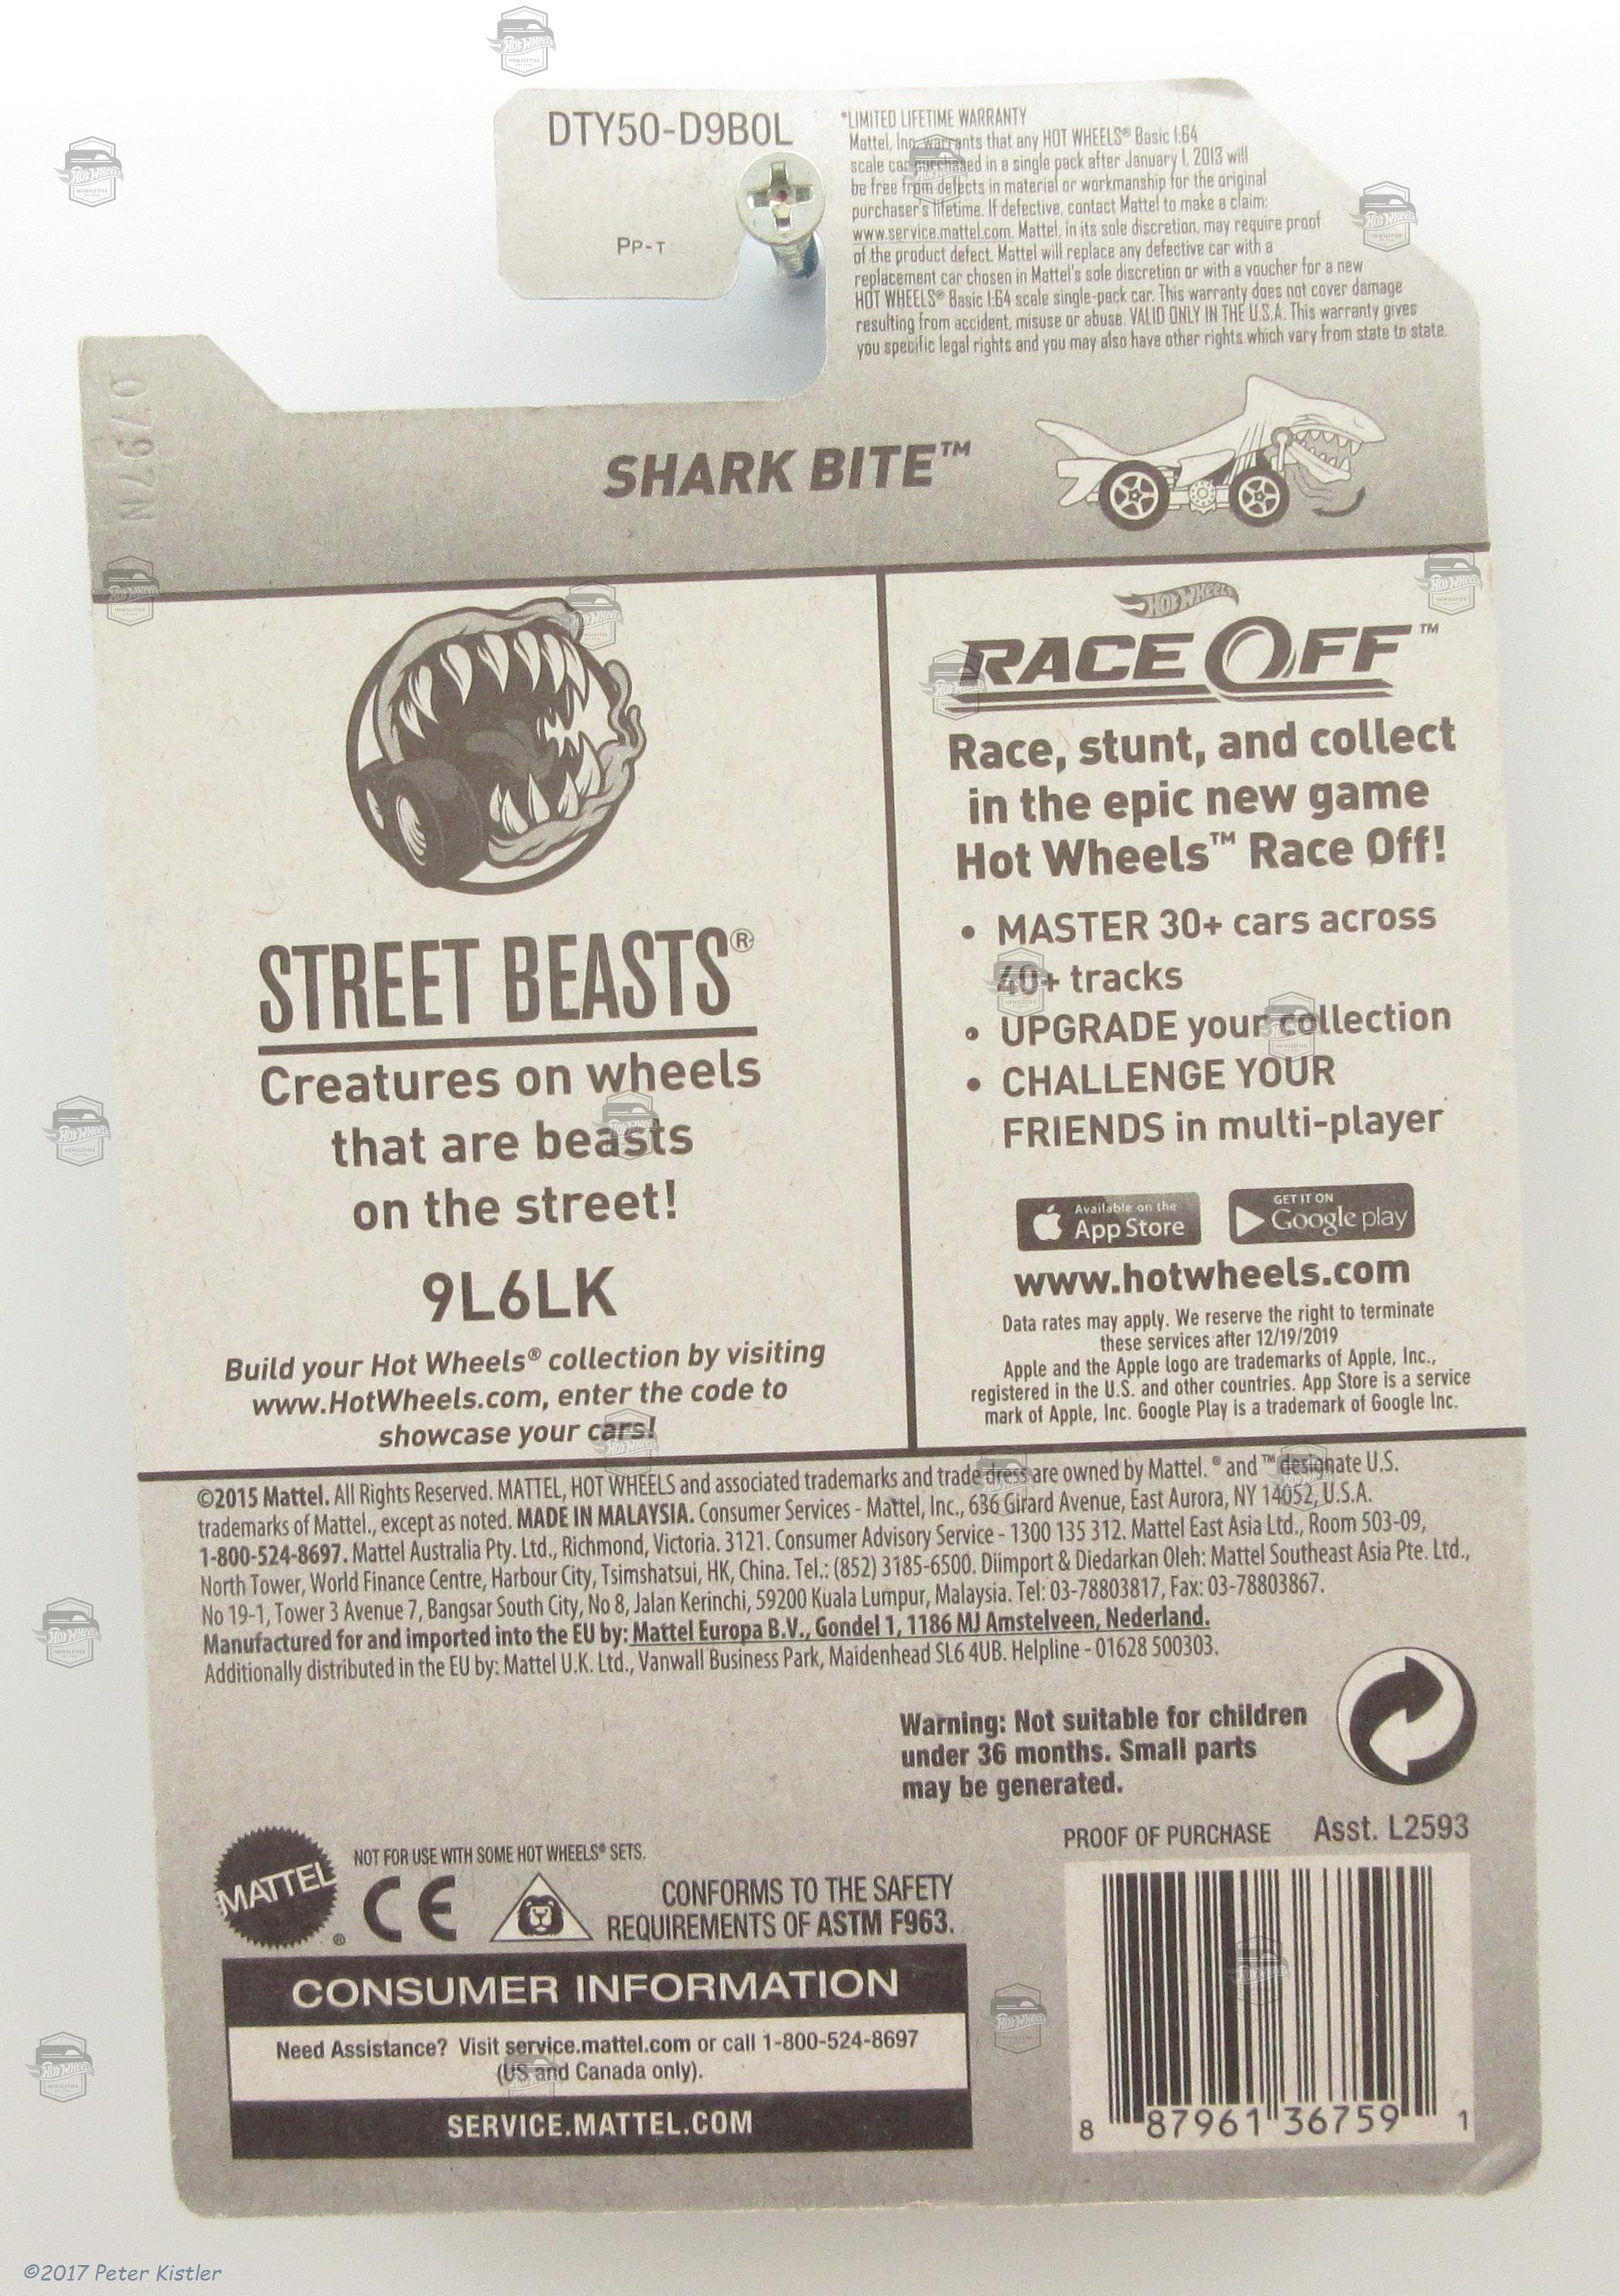 DTY50-D9B0L
PP-T
*LIMITED LIFETIME WARRANTY
Mattel, Inc. warrants that any HOT WHEELS® Basic 1:64
scale car purchased in a single pack after January 1, 2013 will
be free from defects in material or workmanship for the original
purchaser's lifetime. If defective, contact Mattel to make a claim:
www.service.mattel.com. Mattel, in its sole discretion, may require proof
of the product defect. Mattel will replace any defective car with a
replacement car chosen in Mattel's sole discretion or with a voucher for a new
HOT WHEELS® Basic 1:64 scale single-pack car. This warranty does not cover damage
resulting from accident, misuse or abuse. VALID ONLY IN THE U.S.A. This warranty gives
you specific legal rights and you may also have other rights which vary from state to state.
SHARK BITE™
STREET BEASTS®
Creatures on wheels
that are beasts
on the street!
9L6LK
Build your Hot Wheels® collection by visiting
www.HotWheels.com, enter the code to
showcase your cars!
HOT WHEELS
RACE OFF™
Race, stunt, and collect
in the epic new game
Hot Wheels™ Race Off!
• MASTER 30+ cars across
40+ tracks
• UPGRADE your collection
• CHALLENGE YOUR
FRIENDS in multi-player
Available on the
App Store
GET IT ON
Google play
www.hotwheels.com
Data rates may apply. We reserve the right to terminate
these services after 12/19/2019
Apple and the Apple logo are trademarks of Apple, Inc.,
registered in the U.S. and other countries. App Store is a service
mark of Apple, Inc. Google Play is a trademark of Google Inc.
©2015 Mattel. All Rights Reserved. MATTEL, HOT WHEELS and associated trademarks and trade dress are owned by Mattel. ® and ™ designate U.S.
trademarks of Mattel., except as noted. MADE IN MALAYSIA. Consumer Services - Mattel, Inc., 636 Girard Avenue, East Aurora, NY 14052, U.S.A.
1-800-524-8697. Mattel Australia Pty. Ltd., Richmond, Victoria. 3121. Consumer Advisory Service - 1300 135 312. Mattel East Asia Ltd., Room 503-09,
North Tower, World Finance Centre, Harbour City, Tsimshatsui, HK, China. Tel.: (852) 3185-6500. Diimport & Diedarkan Oleh: Mattel Southeast Asia Pte. Ltd.,
No 19-1, Tower 3 Avenue 7, Bangsar South City, No 8, Jalan Kerinchi, 59200 Kuala Lumpur, Malaysia. Tel: 03-78803817, Fax: 03-78803867.
Manufactured for and imported into the EU by: Mattel Europa B.V., Gondel 1, 1186 MJ Amstelveen, Nederland.
Additionally distributed in the EU by: Mattel U.K. Ltd., Vanwall Business Park, Maidenhead SL6 4UB. Helpline - 01628 500303.
Warning: Not suitable for children
under 36 months. Small parts
may be generated.
PROOF OF PURCHASE Asst. L2593
MATTEL®
NOT FOR USE WITH SOME HOT WHEELS® SETS.
CE
CONFORMS TO THE SAFETY
REQUIREMENTS OF ASTM F963.
CONSUMER INFORMATION
Need Assistance? Visit service.mattel.com or call 1-800-524-8697
(US and Canada only).
SERVICE.MATTEL.COM
8 87961 36759 1
©2017 Peter Kistler